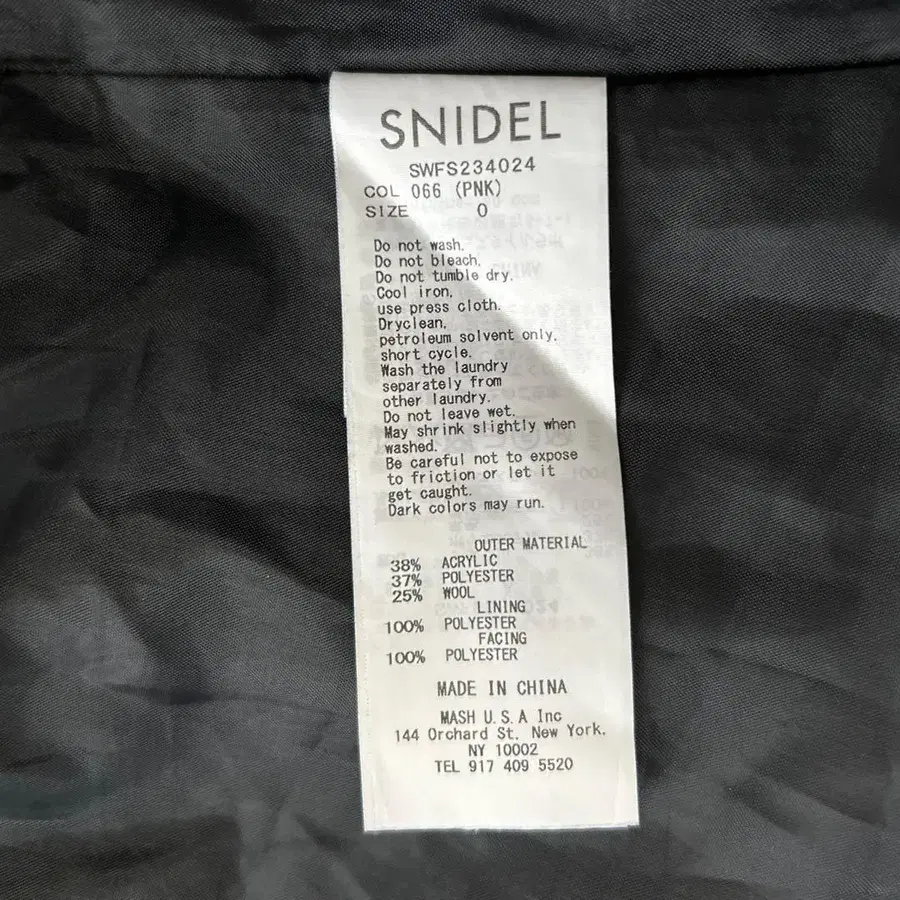 SNIDEL
SWFS234024
COL 066 (PNK)
SIZE 0
Do not wash.
Do not bleach.
Do not tumble dry.
Cool iron,
use press cloth.
Dryclean,
petroleum solvent only,
short cycle.
Wash the laundry
separately from
other laundry.
Do not leave wet.
May shrink slightly when
washed.
Be careful not to expose
to friction or let it
get caught.
Dark colors may run.
OUTER MATERIAL
38% ACRYLIC
37% POLYESTER
25% WOOL
LINING
100% POLYESTER
FACING
100% POLYESTER
MADE IN CHINA
MASH U.S.A Inc
144 Orchard St. New York.
NY 10002
TEL 917 409 5520